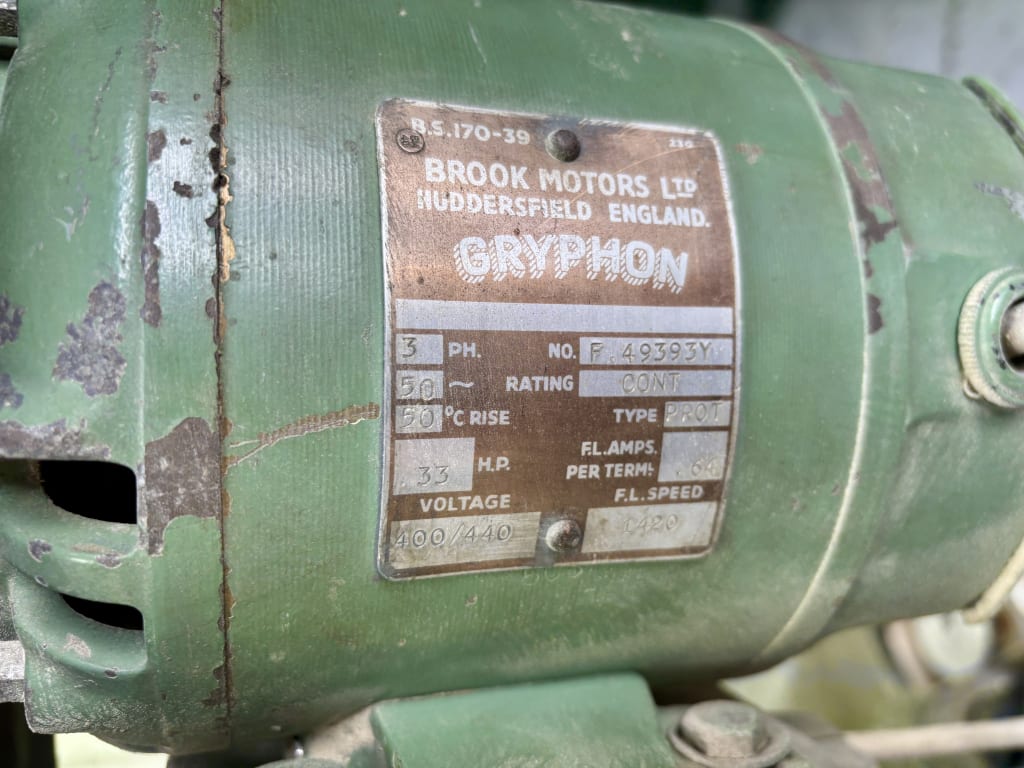 B.S.170-39
230
BROOK MOTORS LTD
HUDDERSFIELD ENGLAND.
GRYPHON
3 PH. NO. F.49393Y
50 ~ RATING CONT
50 °C RISE TYPE PROT
.33 H.P. F.L.AMPS. PER TERML. .64
VOLTAGE F.L.SPEED
400/440 1420